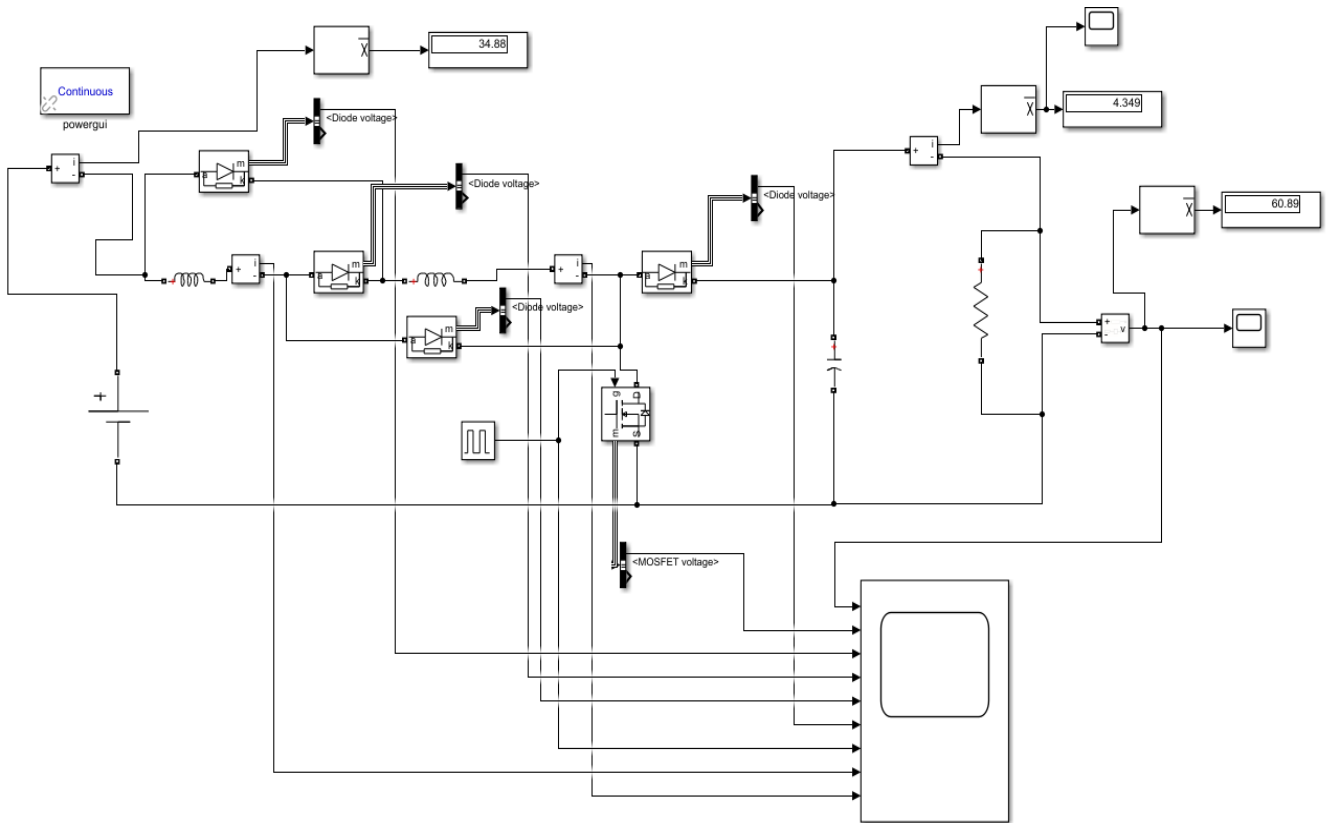 34.88
Continuous
powergui
4.349
60.89
<Diode voltage>
<Diode voltage>
<Diode voltage>
<Diode voltage>
<MOSFET voltage>
i
+
-
m
a
k
i
+
-
m
a
k
m
a
k
i
+
-
m
a
k
i
+
-
+
v
-
+
g
D
m
S
X
X
X